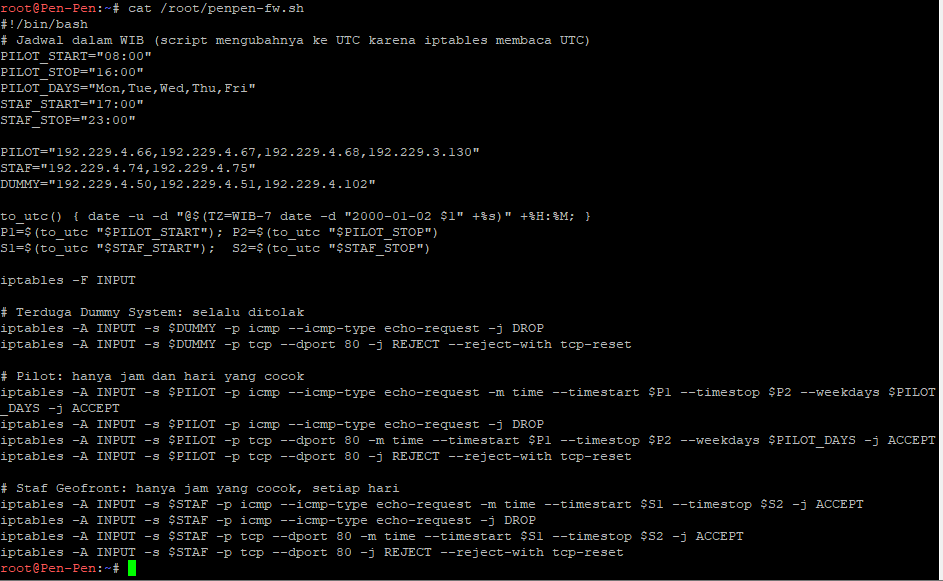 root@Pen-Pen:~# cat /root/penpen-fw.sh
#!/bin/bash
# Jadwal dalam WIB (script mengubahnya ke UTC karena iptables membaca UTC)
PILOT_START="08:00"
PILOT_STOP="16:00"
PILOT_DAYS="Mon,Tue,Wed,Thu,Fri"
STAF_START="17:00"
STAF_STOP="23:00"

PILOT="192.229.4.66,192.229.4.67,192.229.4.68,192.229.3.130"
STAF="192.229.4.74,192.229.4.75"
DUMMY="192.229.4.50,192.229.4.51,192.229.4.102"

to_utc() { date -u -d "@$(TZ=WIB-7 date -d "2000-01-02 $1" +%s)" +%H:%M; }
P1=$(to_utc "$PILOT_START"); P2=$(to_utc "$PILOT_STOP")
S1=$(to_utc "$STAF_START");  S2=$(to_utc "$STAF_STOP")

iptables -F INPUT

# Terduga Dummy System: selalu ditolak
iptables -A INPUT -s $DUMMY -p icmp --icmp-type echo-request -j DROP
iptables -A INPUT -s $DUMMY -p tcp --dport 80 -j REJECT --reject-with tcp-reset

# Pilot: hanya jam dan hari yang cocok
iptables -A INPUT -s $PILOT -p icmp --icmp-type echo-request -m time --timestart $P1 --timestop $P2 --weekdays $PILOT
_DAYS -j ACCEPT
iptables -A INPUT -s $PILOT -p icmp --icmp-type echo-request -j DROP
iptables -A INPUT -s $PILOT -p tcp --dport 80 -m time --timestart $P1 --timestop $P2 --weekdays $PILOT_DAYS -j ACCEPT
iptables -A INPUT -s $PILOT -p tcp --dport 80 -j REJECT --reject-with tcp-reset

# Staf Geofront: hanya jam yang cocok, setiap hari
iptables -A INPUT -s $STAF -p icmp --icmp-type echo-request -m time --timestart $S1 --timestop $S2 -j ACCEPT
iptables -A INPUT -s $STAF -p icmp --icmp-type echo-request -j DROP
iptables -A INPUT -s $STAF -p tcp --dport 80 -m time --timestart $S1 --timestop $S2 -j ACCEPT
iptables -A INPUT -s $STAF -p tcp --dport 80 -j REJECT --reject-with tcp-reset
root@Pen-Pen:~#